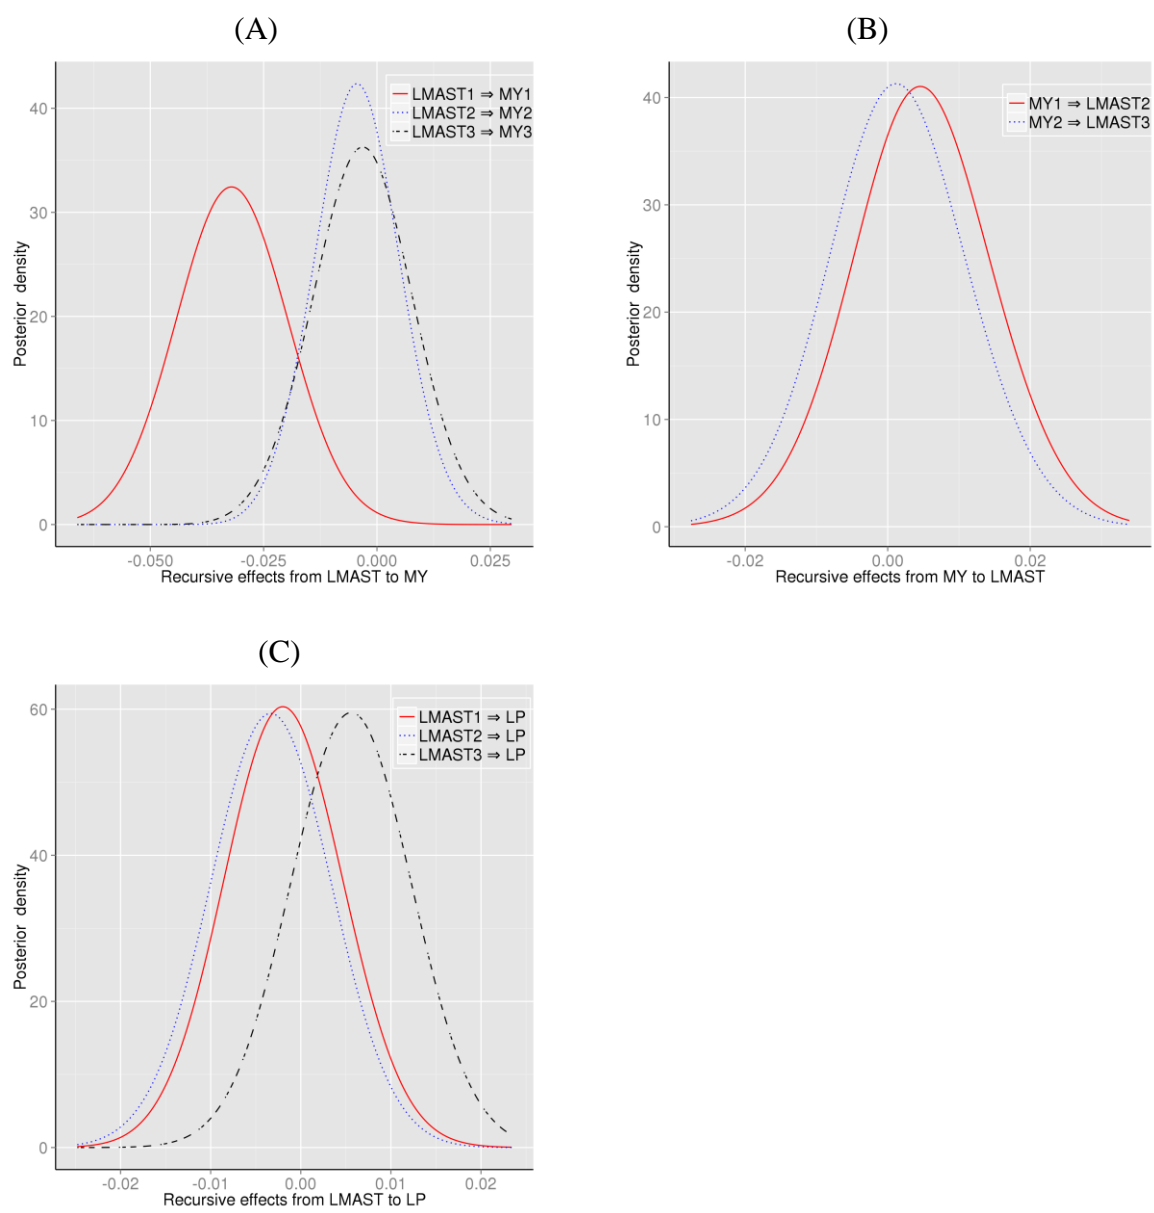 (A)
LMAST1 ⇒ MY1
LMAST2 ⇒ MY2
LMAST3 ⇒ MY3
40
30
20
10
0
Posterior density
-0.050
-0.025
0.000
0.025
Recursive effects from LMAST to MY
(B)
MY1 ⇒ LMAST2
MY2 ⇒ LMAST3
40
30
20
10
0
Posterior density
-0.02
0.00
0.02
Recursive effects from MY to LMAST
(C)
LMAST1 ⇒ LP
LMAST2 ⇒ LP
LMAST3 ⇒ LP
60
40
20
0
Posterior density
-0.02
-0.01
0.00
0.01
0.02
Recursive effects from LMAST to LP